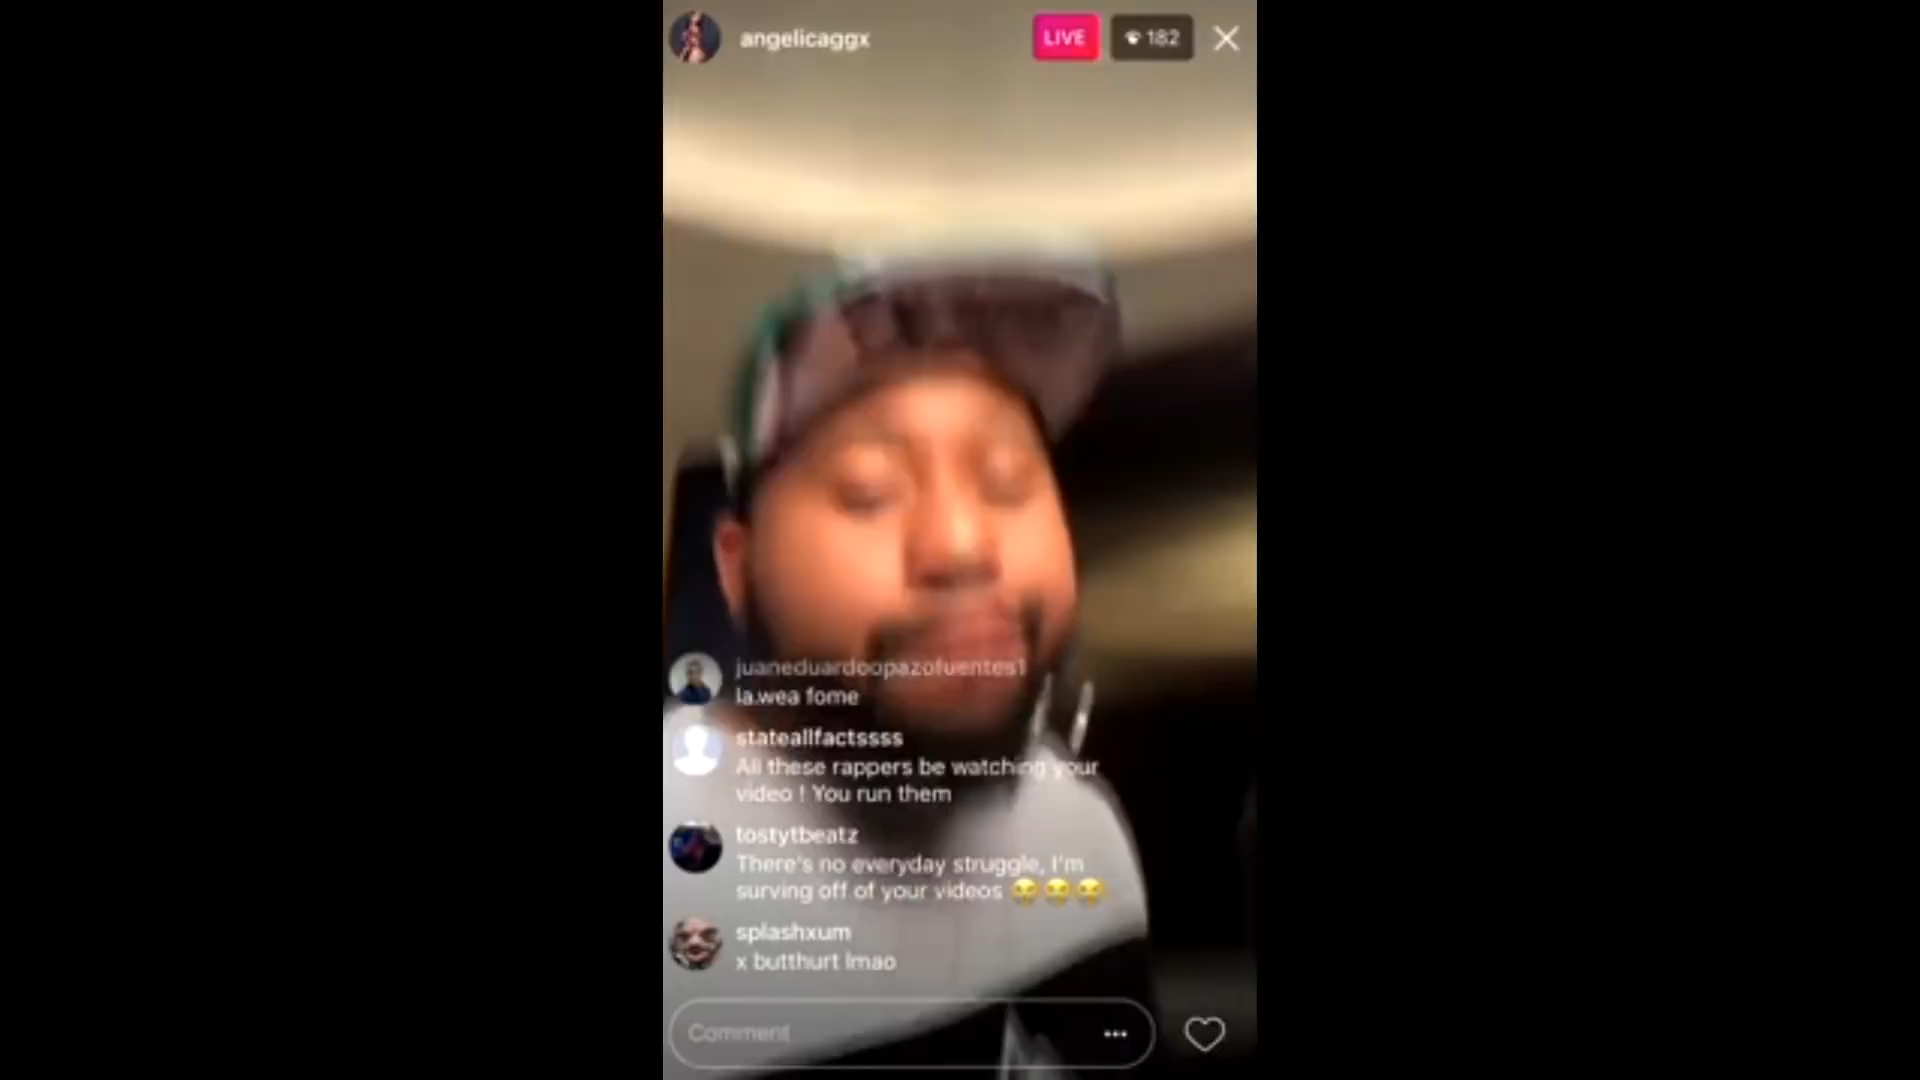 angelicaggx
LIVE
182
juaneduardoopazofuentes1
la.wea fome
stateallfactssss
All these rappers be watching your
video ! You run them
tostytbeatz
There's no everyday struggle, I'm
surving off of your videos 😝😝😝
splashxum
x butthurt lmao
Comment